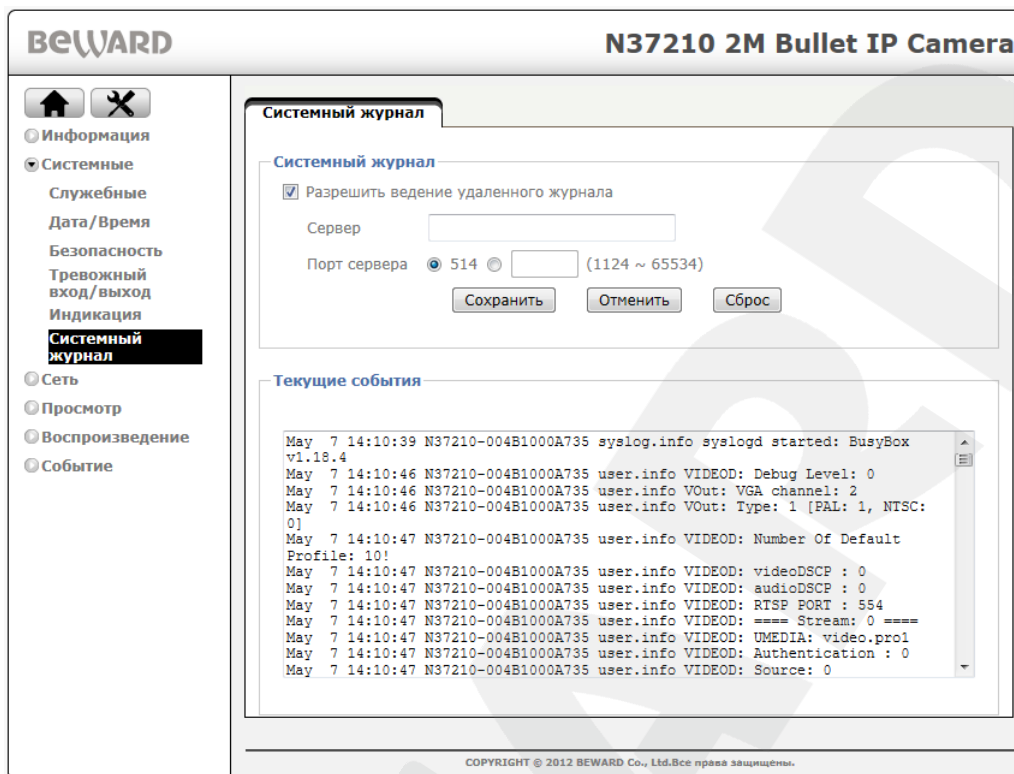 BEWARD
N37210 2M Bullet IP Camera
Информация
Системные
Служебные
Дата/Время
Безопасность
Тревожный
вход/выход
Индикация
Системный
журнал
Сеть
Просмотр
Воспроизведение
Событие
Системный журнал
Системный журнал
Разрешить ведение удаленного журнала
Сервер
Порт сервера 514 (1124 ~ 65534)
Сохранить Отменить Сброс
Текущие события
May  7 14:10:39 N37210-004B1000A735 syslog.info syslogd started: BusyBox
v1.18.4
May  7 14:10:46 N37210-004B1000A735 user.info VIDEOD: Debug Level: 0
May  7 14:10:46 N37210-004B1000A735 user.info VOut: VGA channel: 2
May  7 14:10:46 N37210-004B1000A735 user.info VOut: Type: 1 [PAL: 1, NTSC:
0]
May  7 14:10:47 N37210-004B1000A735 user.info VIDEOD: Number Of Default
Profile: 10!
May  7 14:10:47 N37210-004B1000A735 user.info VIDEOD: videoDSCP : 0
May  7 14:10:47 N37210-004B1000A735 user.info VIDEOD: audioDSCP : 0
May  7 14:10:47 N37210-004B1000A735 user.info VIDEOD: RTSP PORT : 554
May  7 14:10:47 N37210-004B1000A735 user.info VIDEOD: ==== Stream: 0 ====
May  7 14:10:47 N37210-004B1000A735 user.info VIDEOD: UMEDIA: video.pro1
May  7 14:10:47 N37210-004B1000A735 user.info VIDEOD: Authentication : 0
May  7 14:10:47 N37210-004B1000A735 user.info VIDEOD: Source: 0
COPYRIGHT © 2012 BEWARD Co., Ltd.Все права защищены.